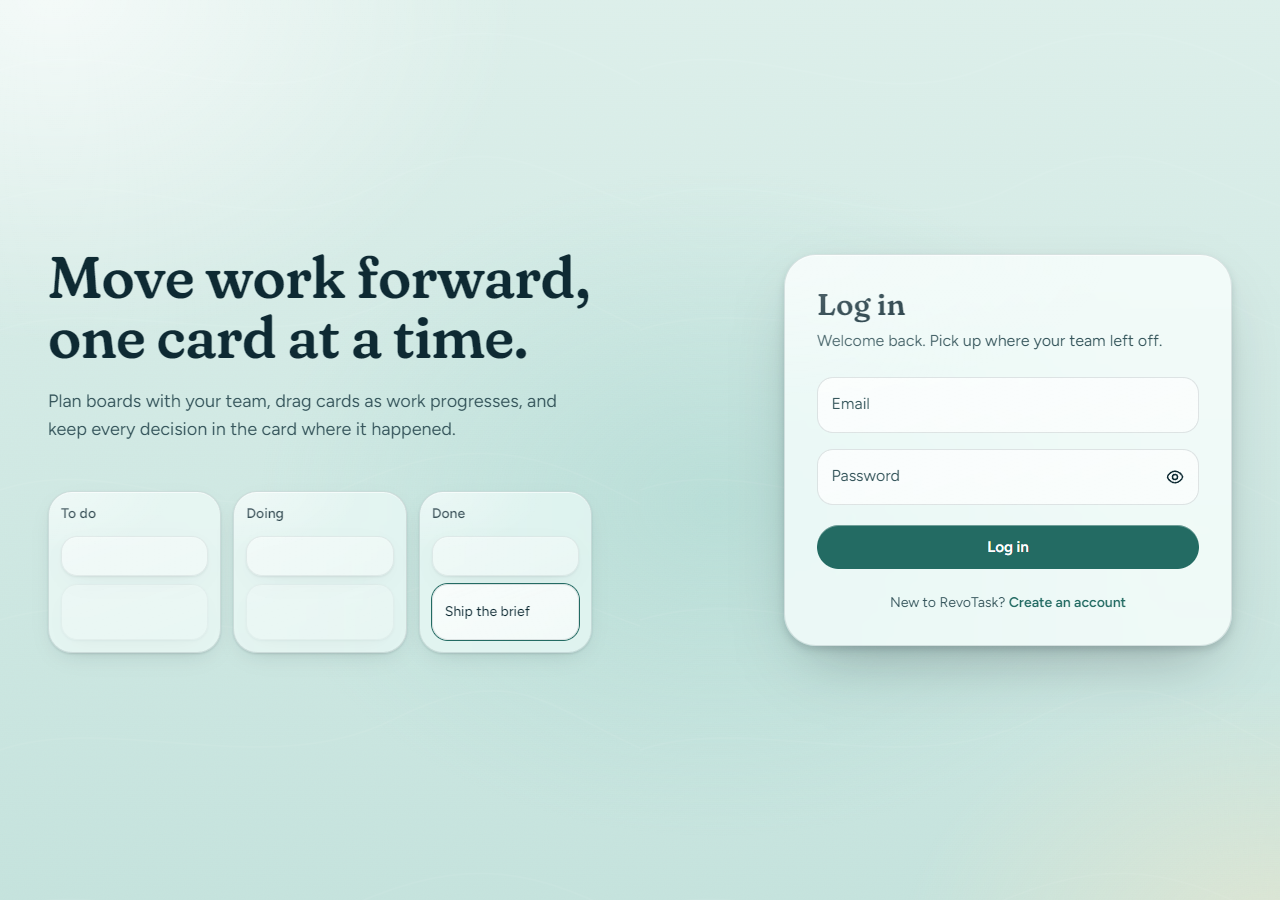 Move work forward,
one card at a time.
Plan boards with your team, drag cards as work progresses, and
keep every decision in the card where it happened.
To do
Doing
Done
Ship the brief
Log in
Welcome back. Pick up where your team left off.
Email
Password
Log in
New to RevoTask? Create an account